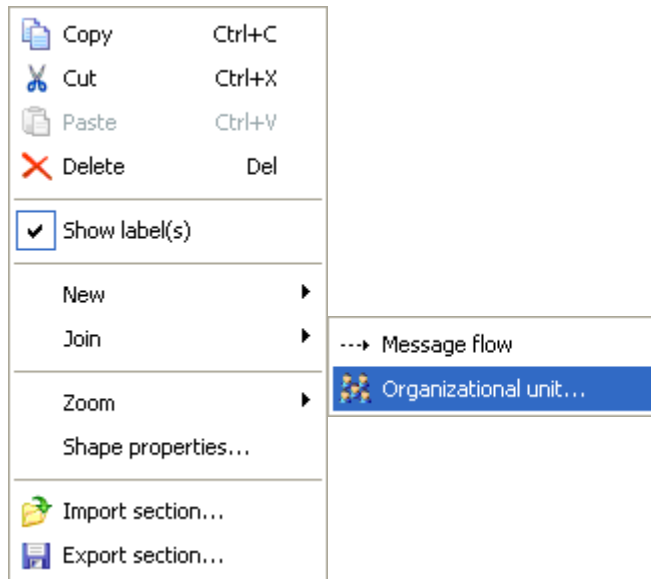 Copy Ctrl+C
Cut Ctrl+X
Paste Ctrl+V
Delete Del
Show label(s)
New
Join
Message flow
Organizational unit...
Zoom
Shape properties...
Import section...
Export section...